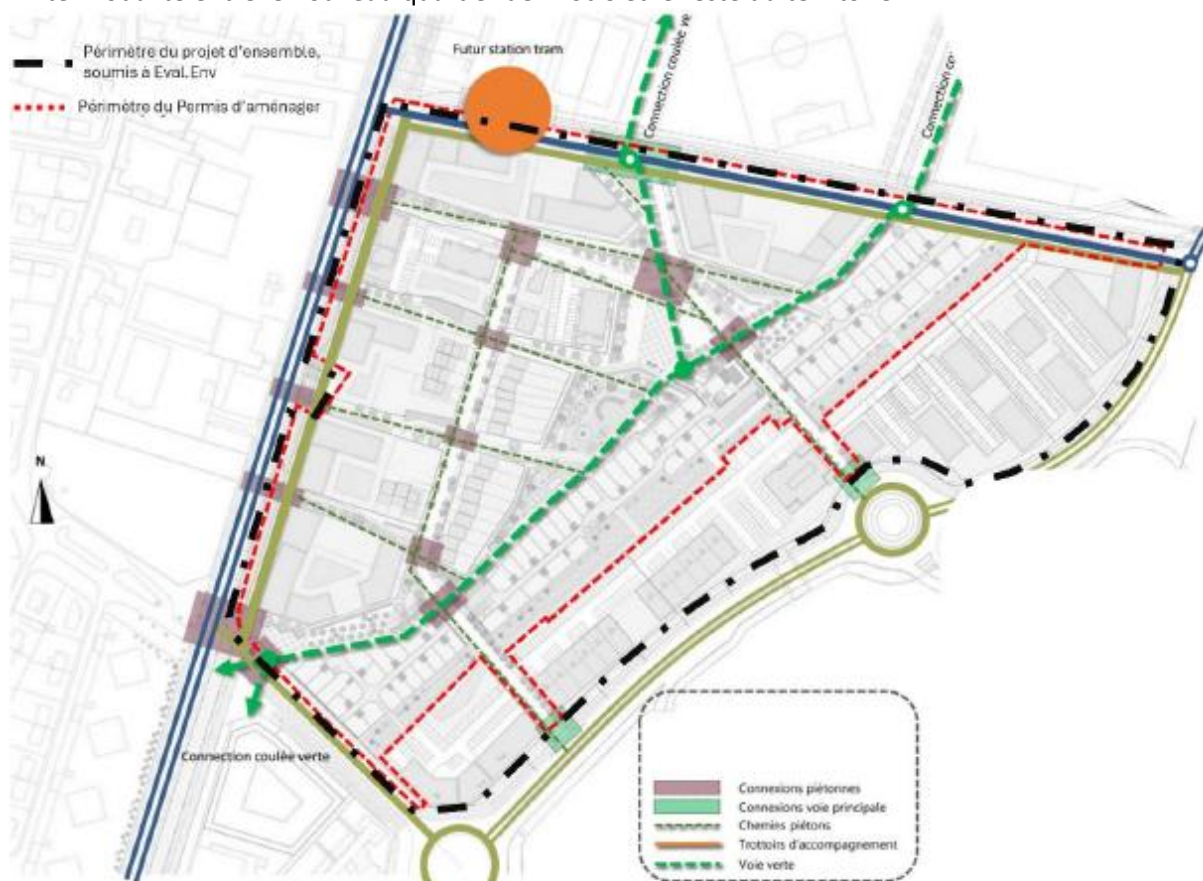 Périmètre du projet d'ensemble,
soumis à Eval.Env
Périmètre du Permis d'aménager
Futur station tram
Connection coulée ve
Connection co
N
Connection coulée verte
Connexions piétonnes
Connexions voie principale
Chemins piétons
Trottoirs d'accompagnement
Voie verte